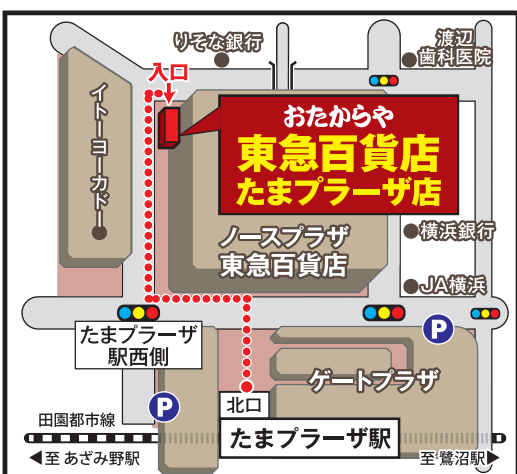 りそな銀行
渡辺
歯科医院
入口
イトーヨーカドー
おたからや
東急百貨店
たまプラーザ店
ノースプラザ
東急百貨店
横浜銀行
JA横浜
P
たまプラーザ
駅西側
ゲートプラザ
P
北口
田園都市線
たまプラーザ駅
至 あざみ野駅
至 鷺沼駅